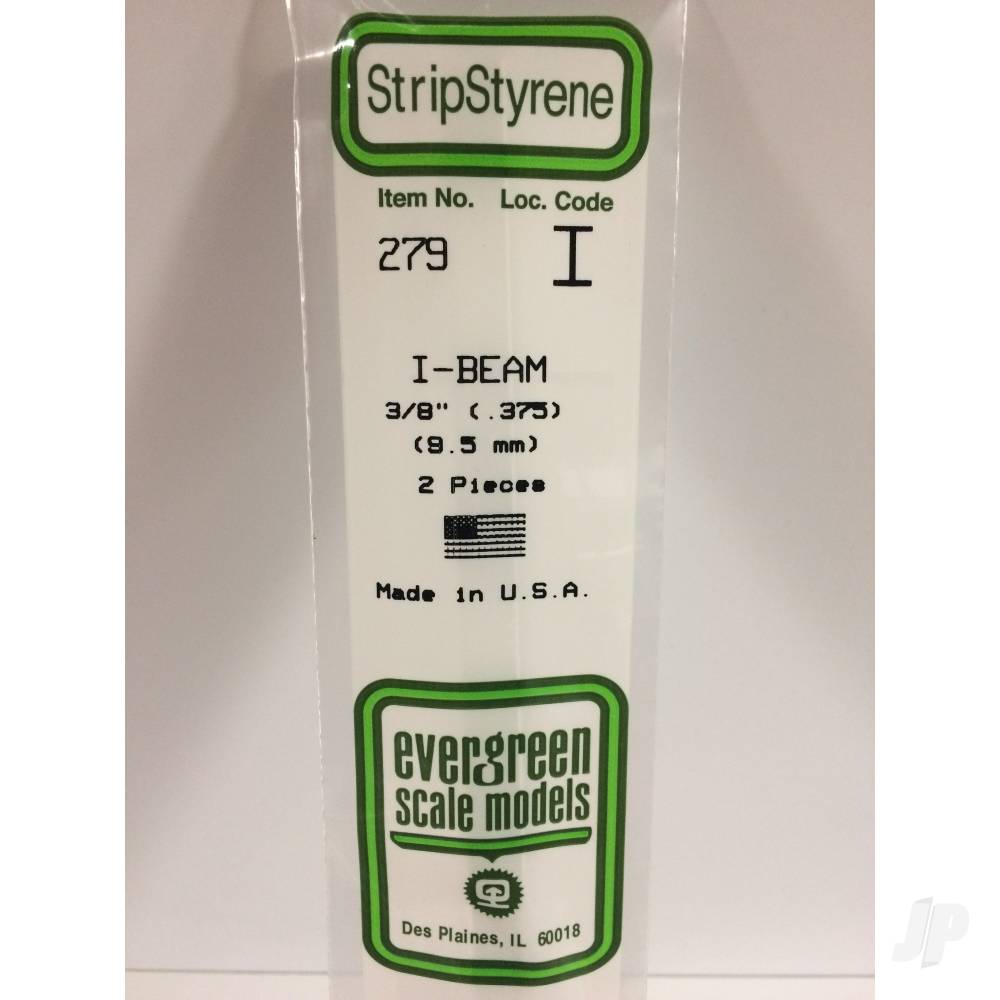 StripStyrene
Item No. Loc. Code
279 I
I-BEAM
3/8" (.375)
(9.5 mm)
2 Pieces
Made in U.S.A.
evergreen
scale models
Des Plaines, IL 60018
JP